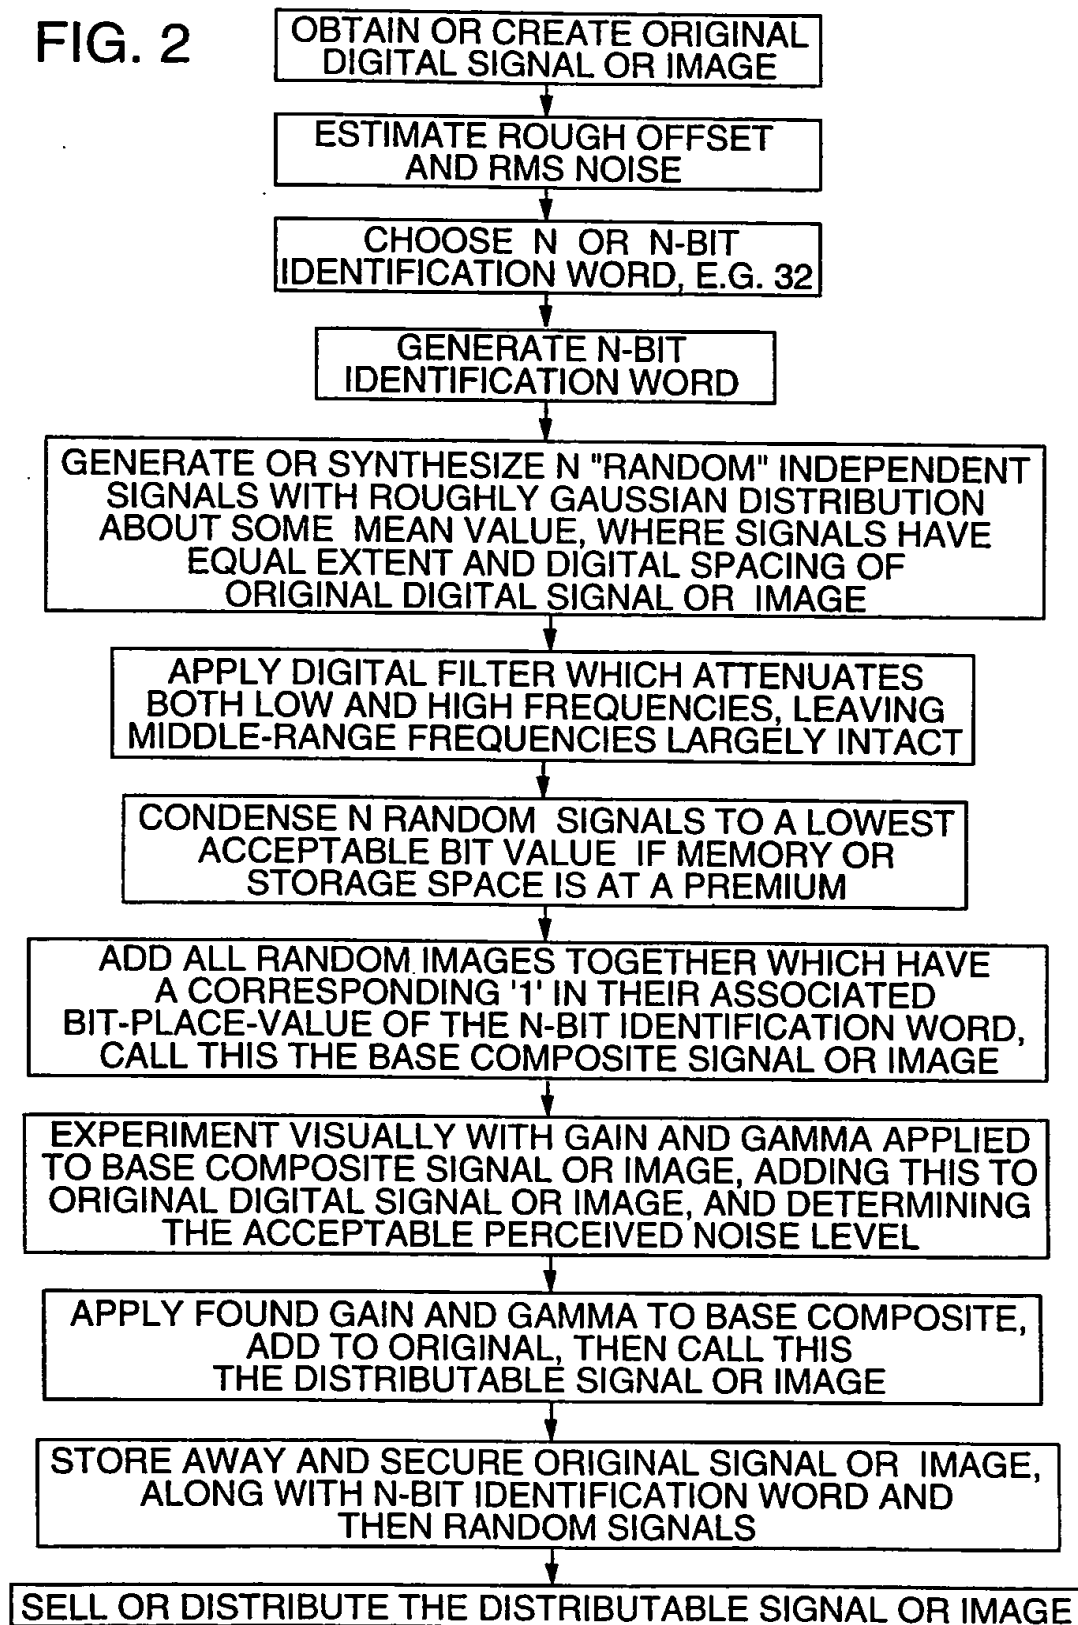 FIG. 2
OBTAIN OR CREATE ORIGINAL
DIGITAL SIGNAL OR IMAGE
ESTIMATE ROUGH OFFSET
AND RMS NOISE
CHOOSE N OR N-BIT
IDENTIFICATION WORD, E.G. 32
GENERATE N-BIT
IDENTIFICATION WORD
GENERATE OR SYNTHESIZE N "RANDOM" INDEPENDENT
SIGNALS WITH ROUGHLY GAUSSIAN DISTRIBUTION
ABOUT SOME MEAN VALUE, WHERE SIGNALS HAVE
EQUAL EXTENT AND DIGITAL SPACING OF
ORIGINAL DIGITAL SIGNAL OR IMAGE
APPLY DIGITAL FILTER WHICH ATTENUATES
BOTH LOW AND HIGH FREQUENCIES, LEAVING
MIDDLE-RANGE FREQUENCIES LARGELY INTACT
CONDENSE N RANDOM SIGNALS TO A LOWEST
ACCEPTABLE BIT VALUE IF MEMORY OR
STORAGE SPACE IS AT A PREMIUM
ADD ALL RANDOM IMAGES TOGETHER WHICH HAVE
A CORRESPONDING '1' IN THEIR ASSOCIATED
BIT-PLACE-VALUE OF THE N-BIT IDENTIFICATION WORD,
CALL THIS THE BASE COMPOSITE SIGNAL OR IMAGE
EXPERIMENT VISUALLY WITH GAIN AND GAMMA APPLIED
TO BASE COMPOSITE SIGNAL OR IMAGE, ADDING THIS TO
ORIGINAL DIGITAL SIGNAL OR IMAGE, AND DETERMINING
THE ACCEPTABLE PERCEIVED NOISE LEVEL
APPLY FOUND GAIN AND GAMMA TO BASE COMPOSITE,
ADD TO ORIGINAL, THEN CALL THIS
THE DISTRIBUTABLE SIGNAL OR IMAGE
STORE AWAY AND SECURE ORIGINAL SIGNAL OR IMAGE,
ALONG WITH N-BIT IDENTIFICATION WORD AND
THEN RANDOM SIGNALS
SELL OR DISTRIBUTE THE DISTRIBUTABLE SIGNAL OR IMAGE